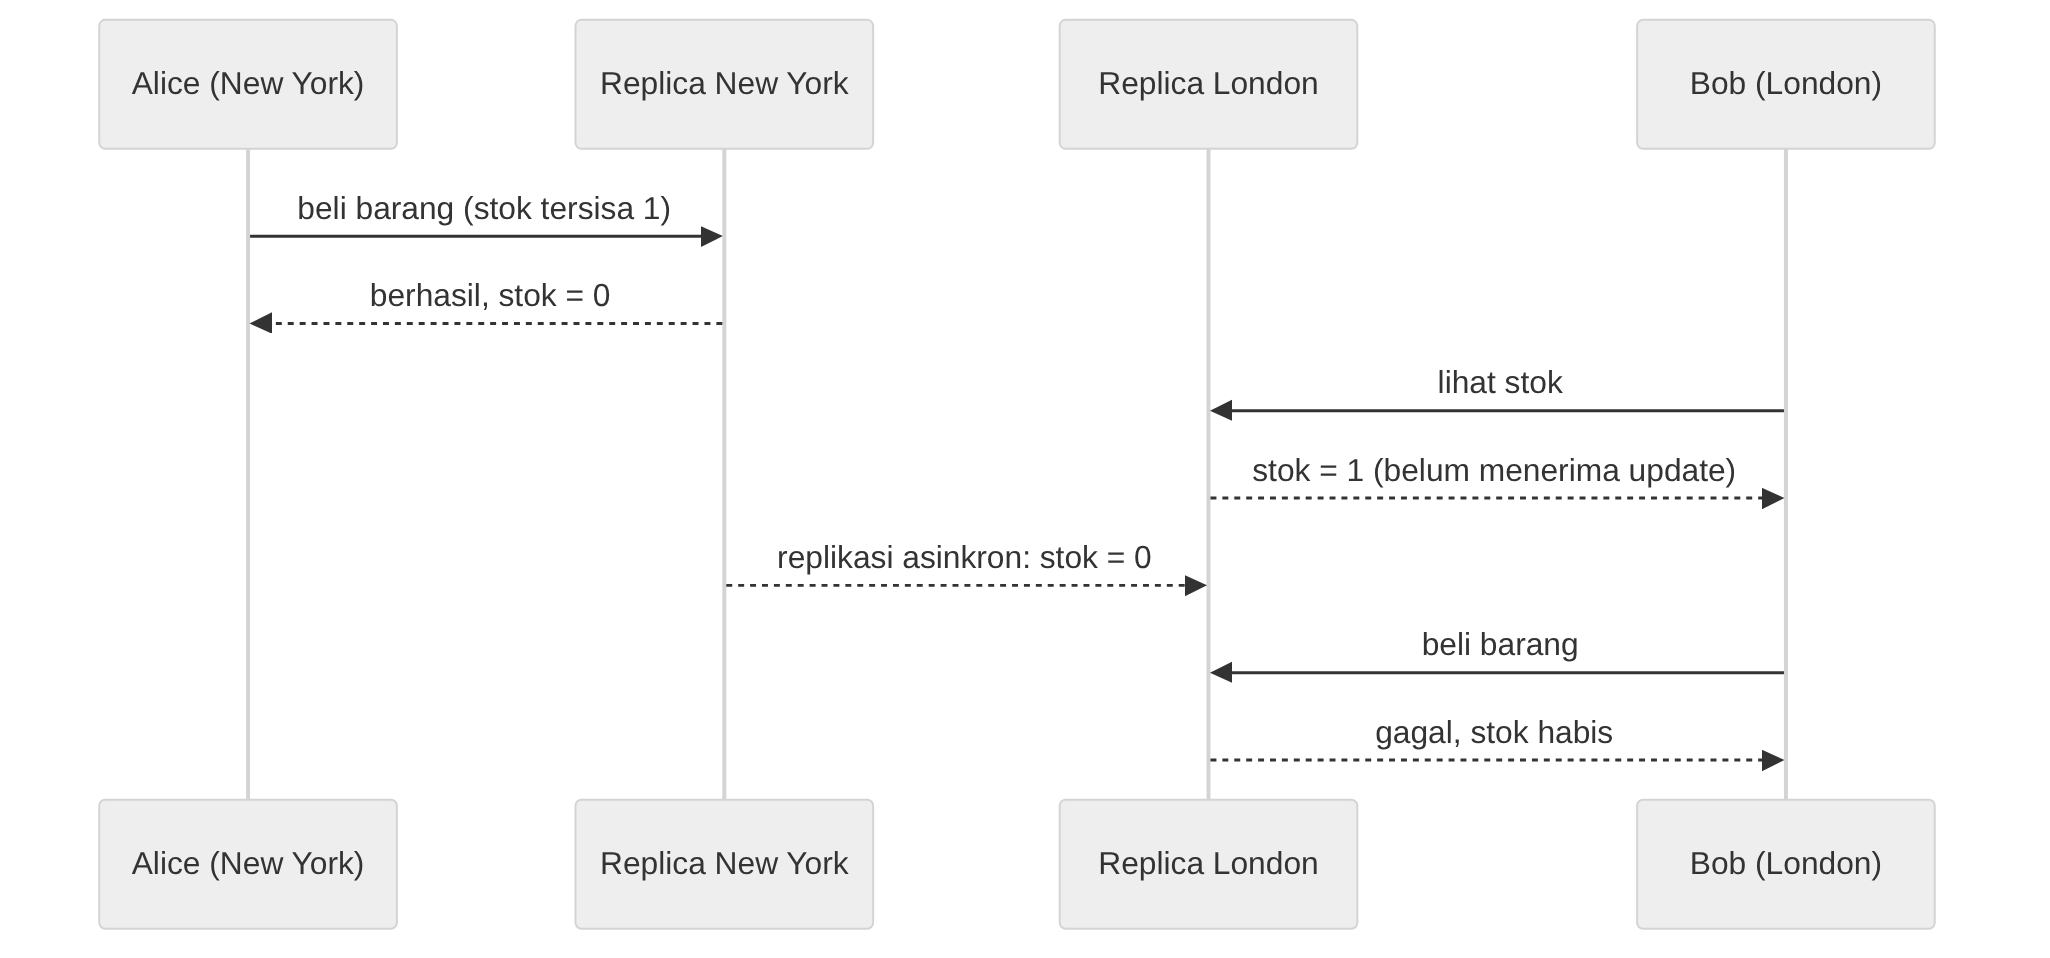 Alice (New York)
Replica New York
Replica London
Bob (London)
beli barang (stok tersisa 1)
berhasil, stok = 0
lihat stok
stok = 1 (belum menerima update)
replikasi asinkron: stok = 0
beli barang
gagal, stok habis
Alice (New York)
Replica New York
Replica London
Bob (London)